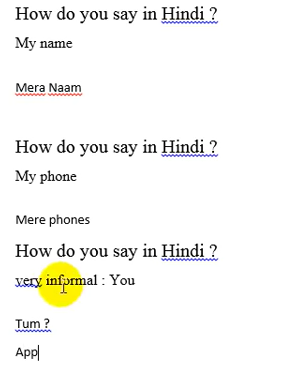 How do you say in Hindi ?
My name
Mera Naam
How do you say in Hindi ?
My phone
Mere phones
How do you say in Hindi ?
very informal : You
Tum ?
App